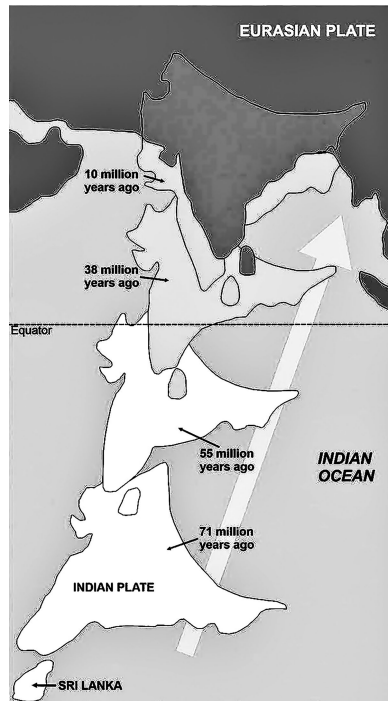 EURASIAN PLATE
10 million
years ago
38 million
years ago
Equator
55 million
years ago
INDIAN
OCEAN
71 million
years ago
INDIAN PLATE
SRI LANKA